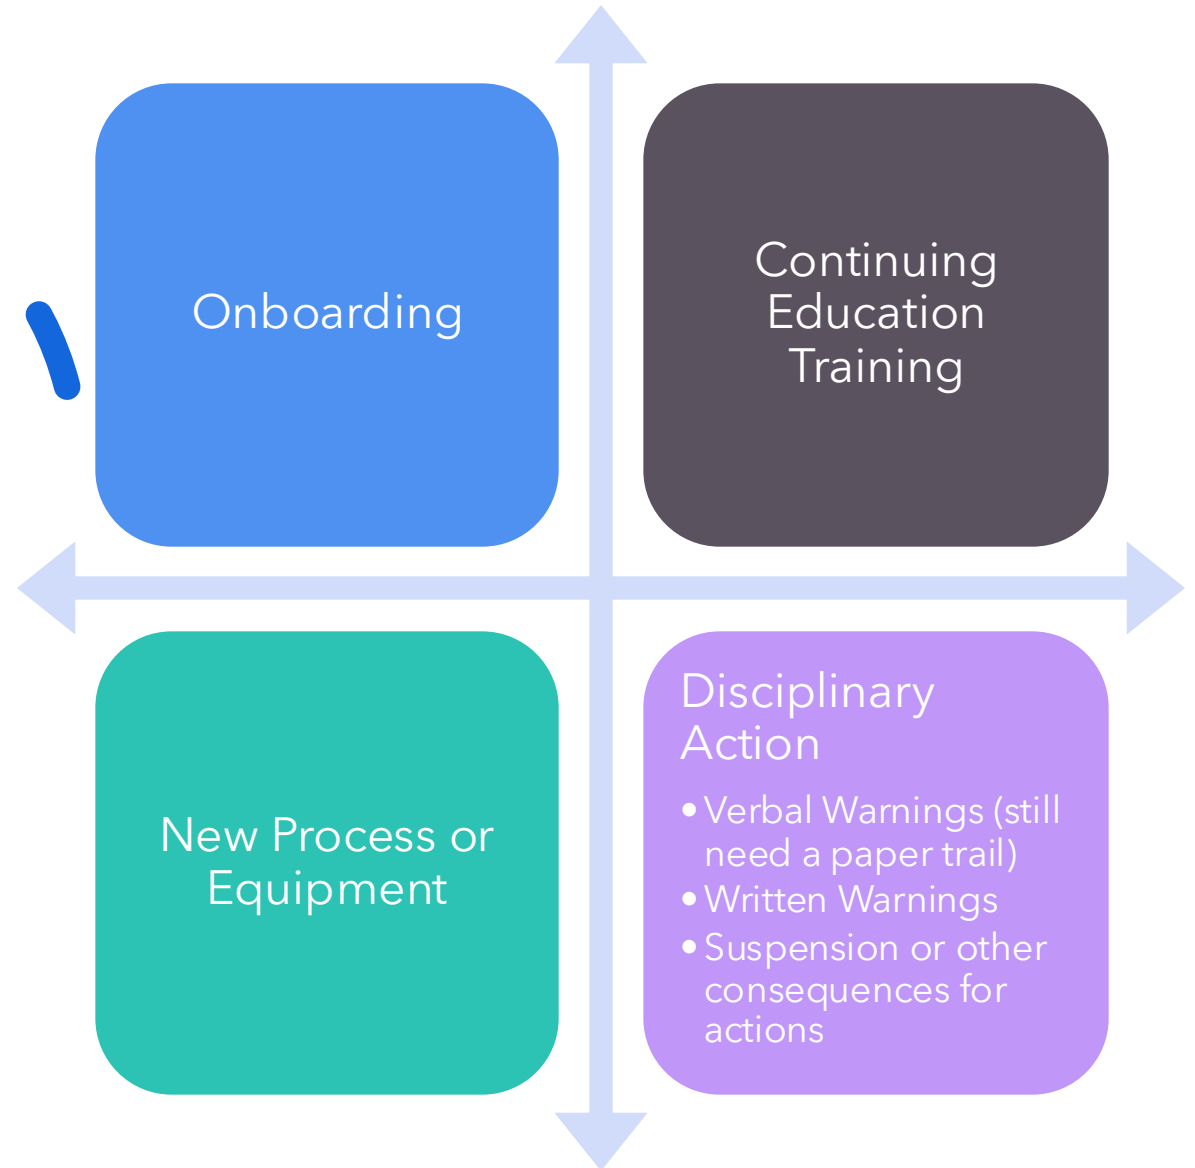 Onboarding
Continuing
Education
Training
New Process or
Equipment
Disciplinary
Action
• Verbal Warnings (still
need a paper trail)
• Written Warnings
• Suspension or other
consequences for
actions